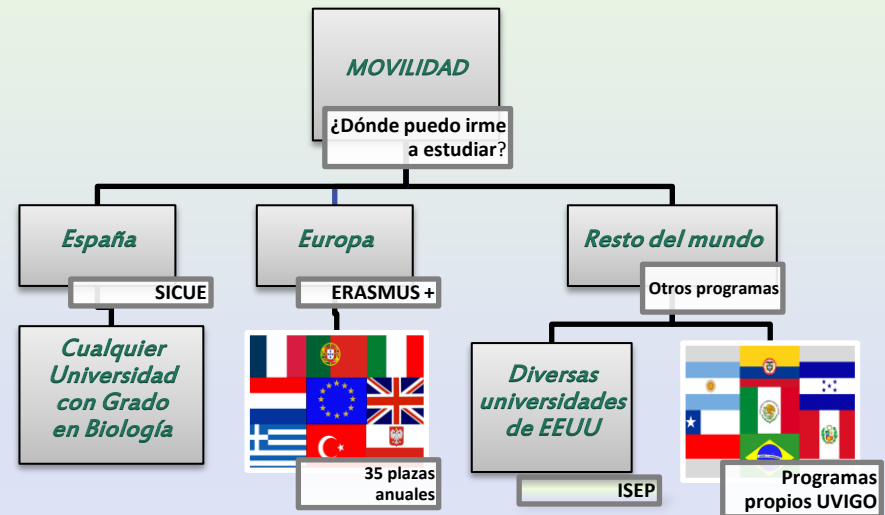 MOVILIDAD
¿Dónde puedo irme
a estudiar?
España
SICUE
Europa
ERASMUS +
Resto del mundo
Otros programas
Cualquier
Universidad
con Grado
en Biología
35 plazas
anuales
Diversas
universidades
de EEUU
ISEP
Programas
propios UVIGO